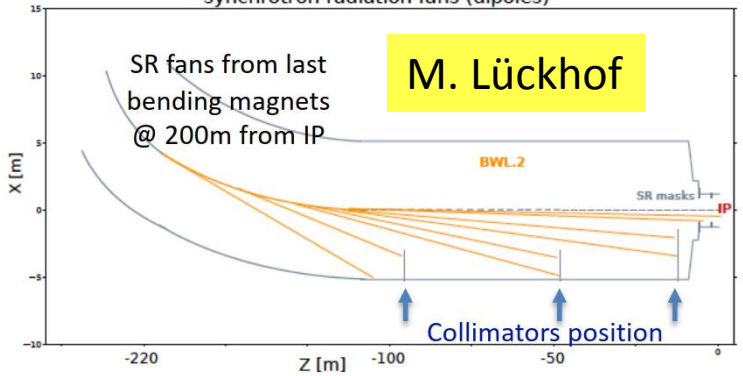 synchrotron radiation fans (dipoles)
15
10
5
0
−5
−10
X [m]
SR fans from last
bending magnets
@ 200m from IP
M. Lückhof
BWL.2
SR masks
IP
Collimators position
-220
-100
-50
0
Z [m]